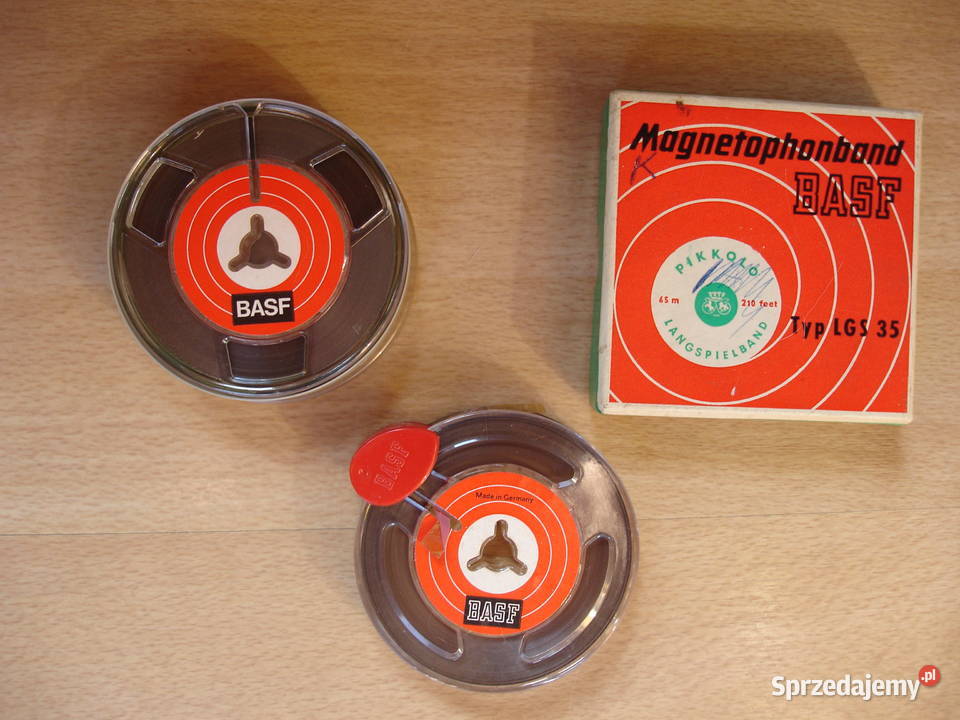 BASF
Magnetophonband
BASF
PIKKOLO
65 m
210 feet
LANGSPIELBAND
Typ LGS 35
BASF
Made in Germany
BASF
Sprzedajemy.pl